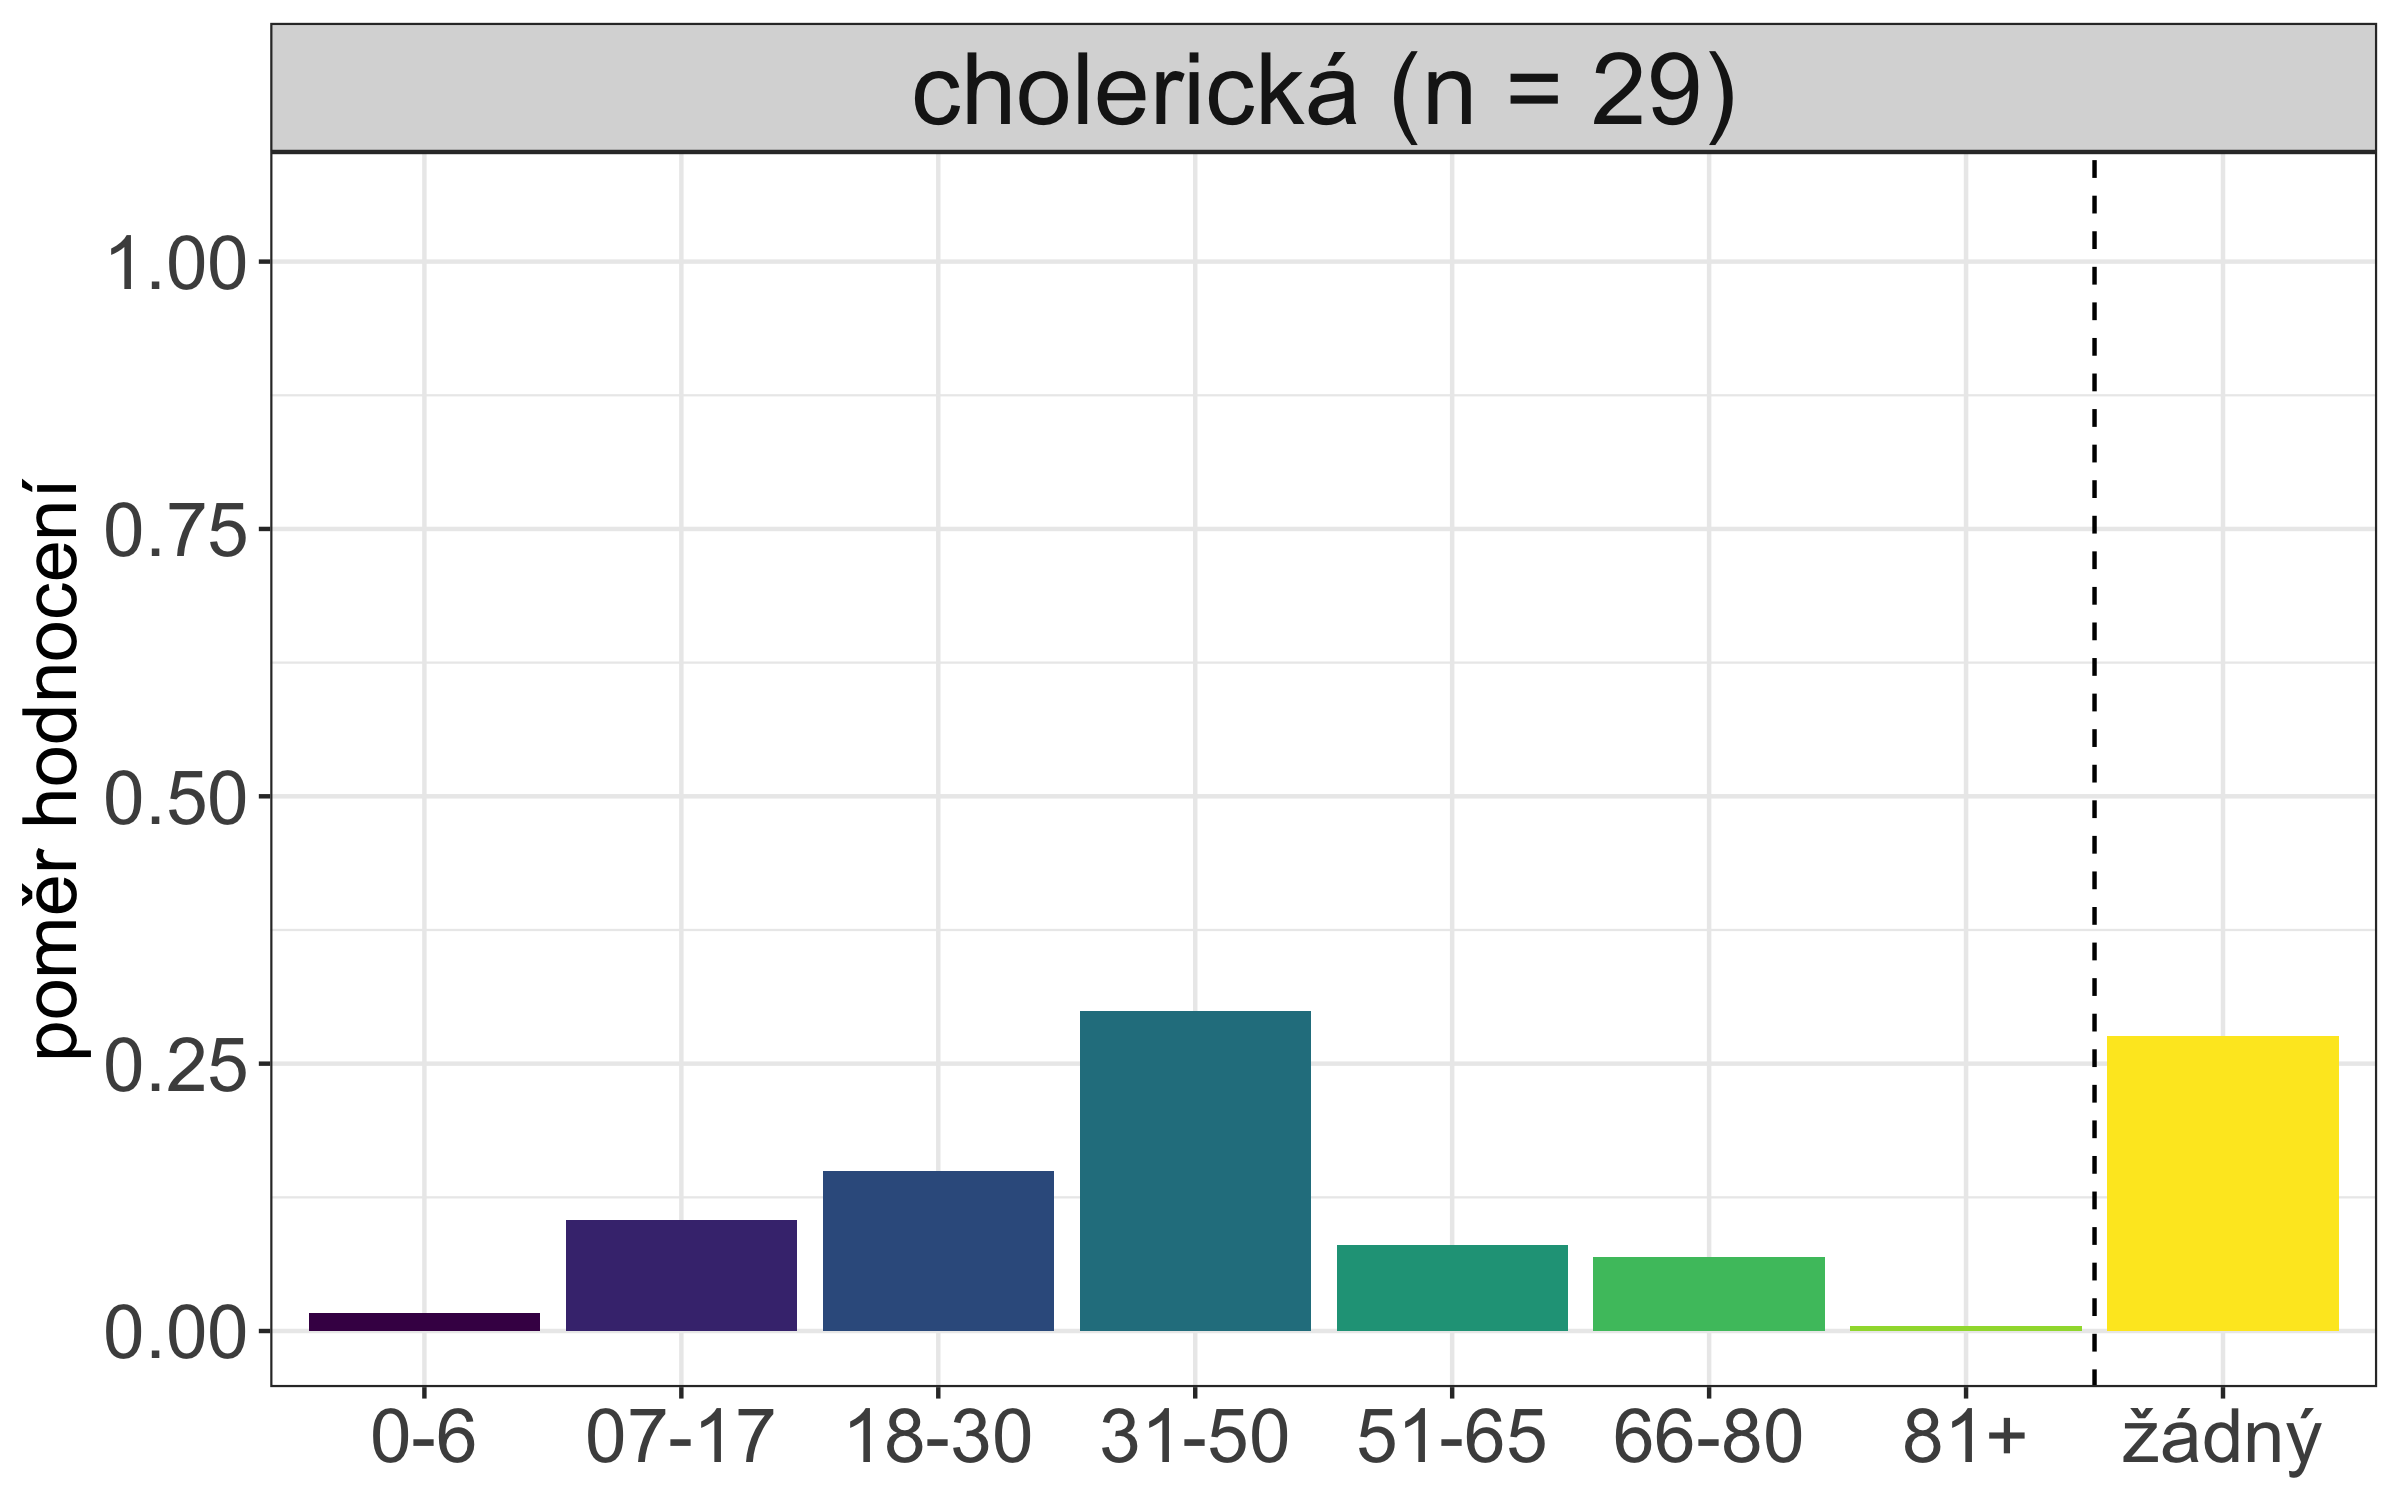 cholerická (n = 29)
poměr hodnocení
1.00
0.75
0.50
0.25
0.00
0-6 07-17 18-30 31-50 51-65 66-80 81+ žádný